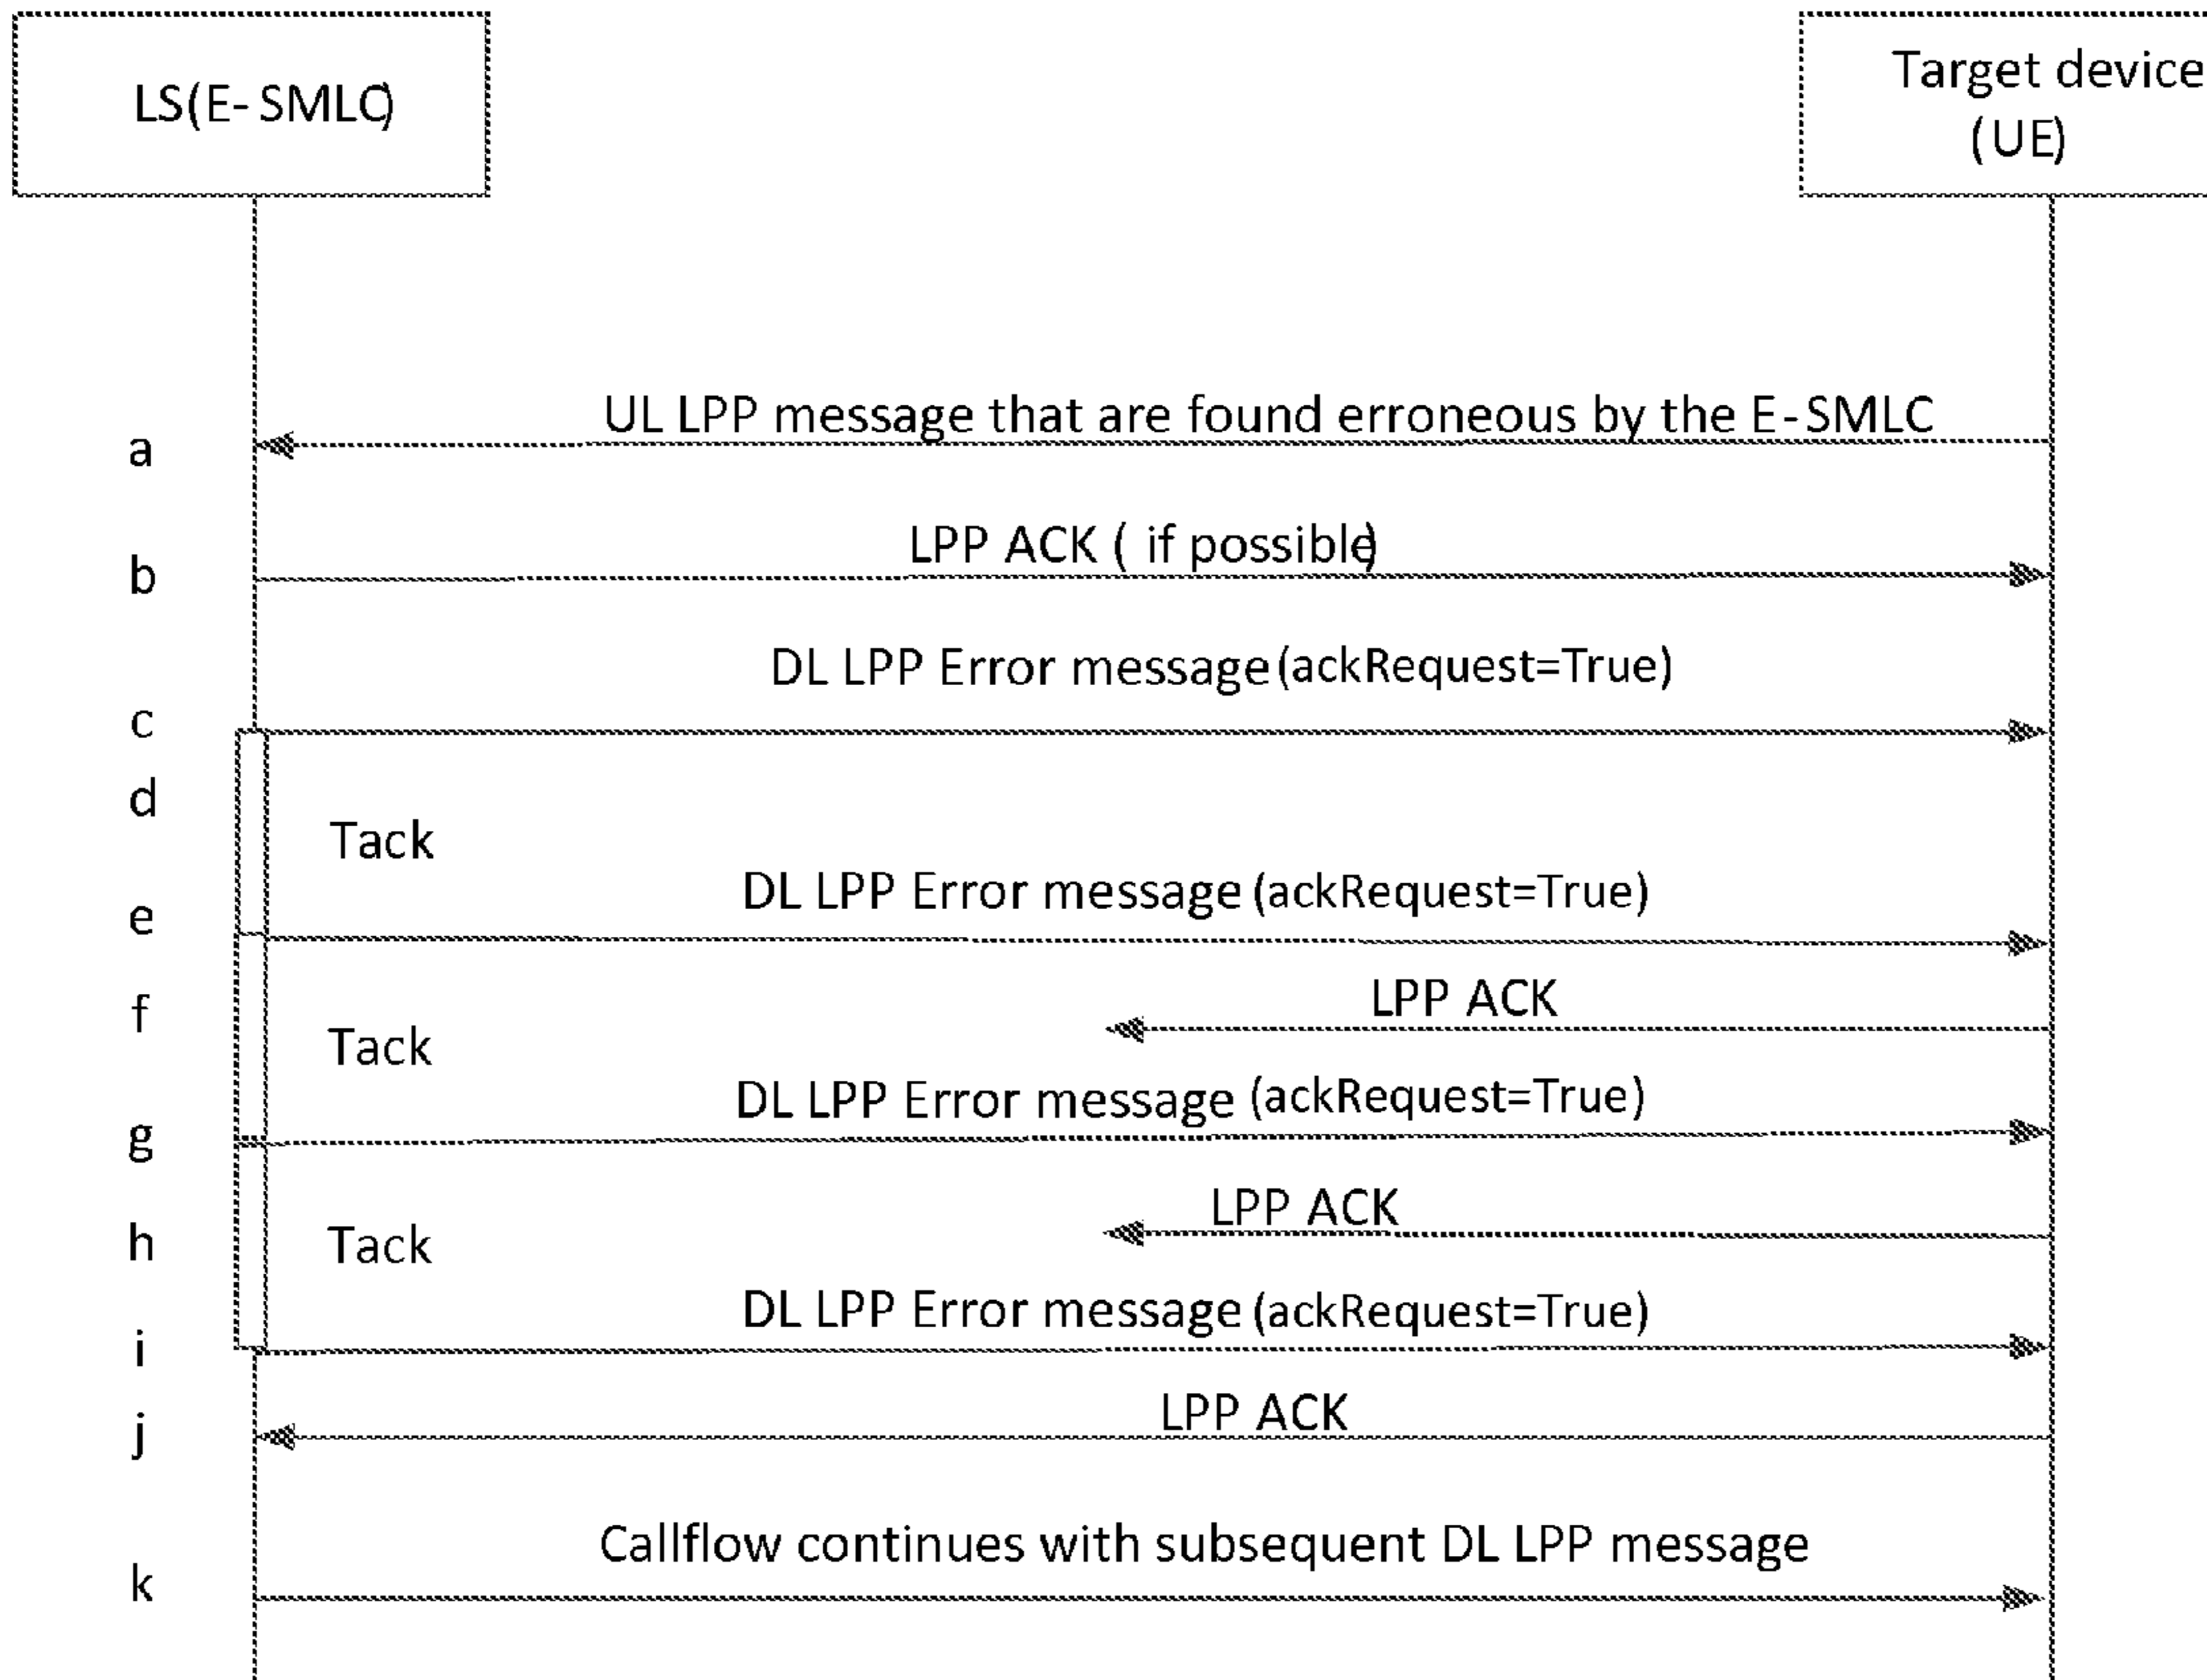 LS(E-SMLC)
Target device
(UE)
UL LPP message that are found erroneous by the E-SMLC
a
LPP ACK ( if possible)
b
DL LPP Error message (ackRequest=True)
c
d
Tack
DL LPP Error message (ackRequest=True)
e
LPP ACK
f
Tack
DL LPP Error message (ackRequest=True)
g
LPP ACK
h
Tack
DL LPP Error message (ackRequest=True)
i
LPP ACK
j
Callflow continues with subsequent DL LPP message
k